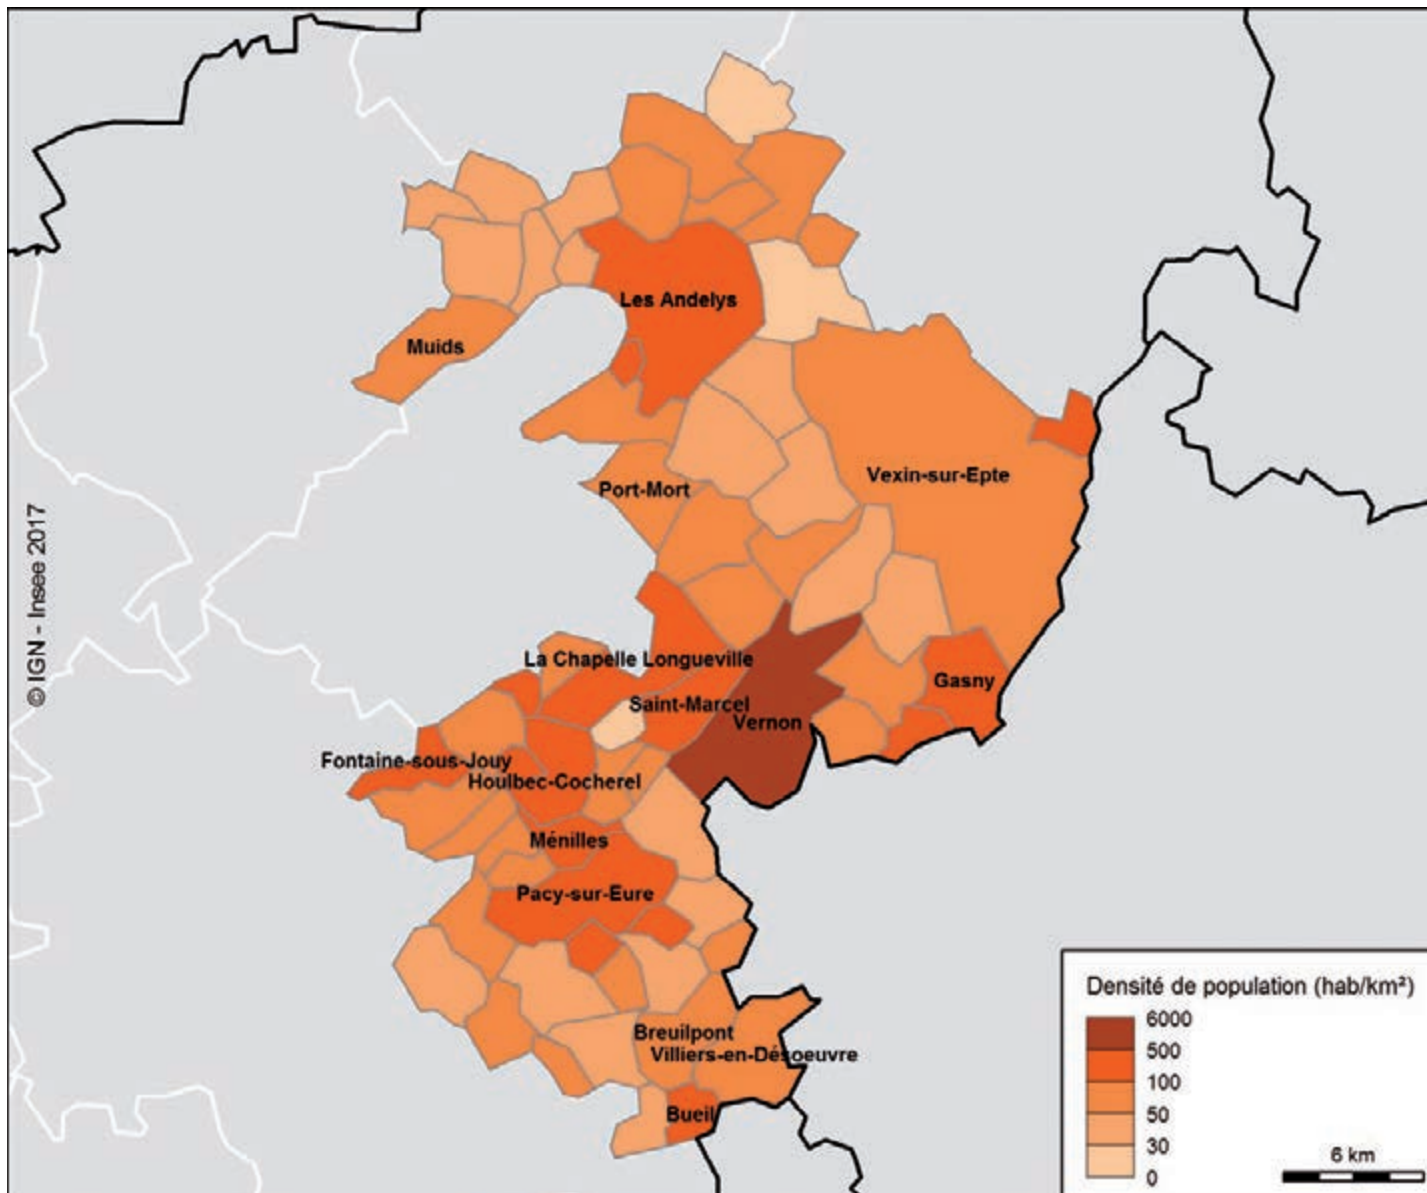 Les Andelys
Muids
Vexin-sur-Epte
Port-Mort
© IGN - Insee 2017
La Chapelle Longueville
Gasny
Saint-Marcel
Vernon
Fontaine-sous-Jouy
Houlbec-Cocherel
Ménilles
Pacy-sur-Eure
Breuilpont
Villiers-en-Désoeuvre
Bueil
Densité de population (hab/km²)
6000
500
100
50
30
0
6 km